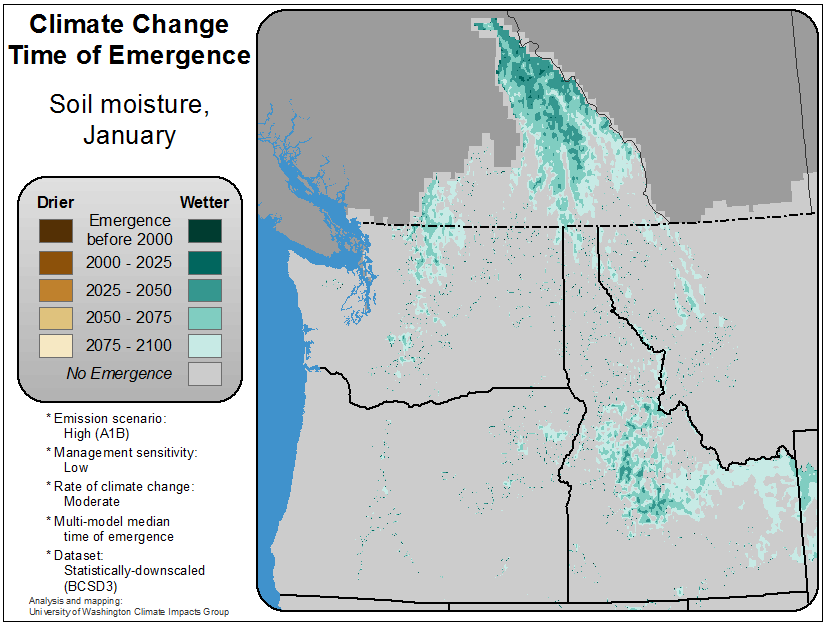 Climate Change
Time of Emergence
Soil moisture,
January
Drier Wetter
Emergence
before 2000
2000 - 2025
2025 - 2050
2050 - 2075
2075 - 2100
No Emergence
* Emission scenario:
High (A1B)
* Management sensitivity:
Low
* Rate of climate change:
Moderate
* Multi-model median
time of emergence
* Dataset:
Statistically-downscaled
(BCSD3)
Analysis and mapping:
University of Washington Climate Impacts Group